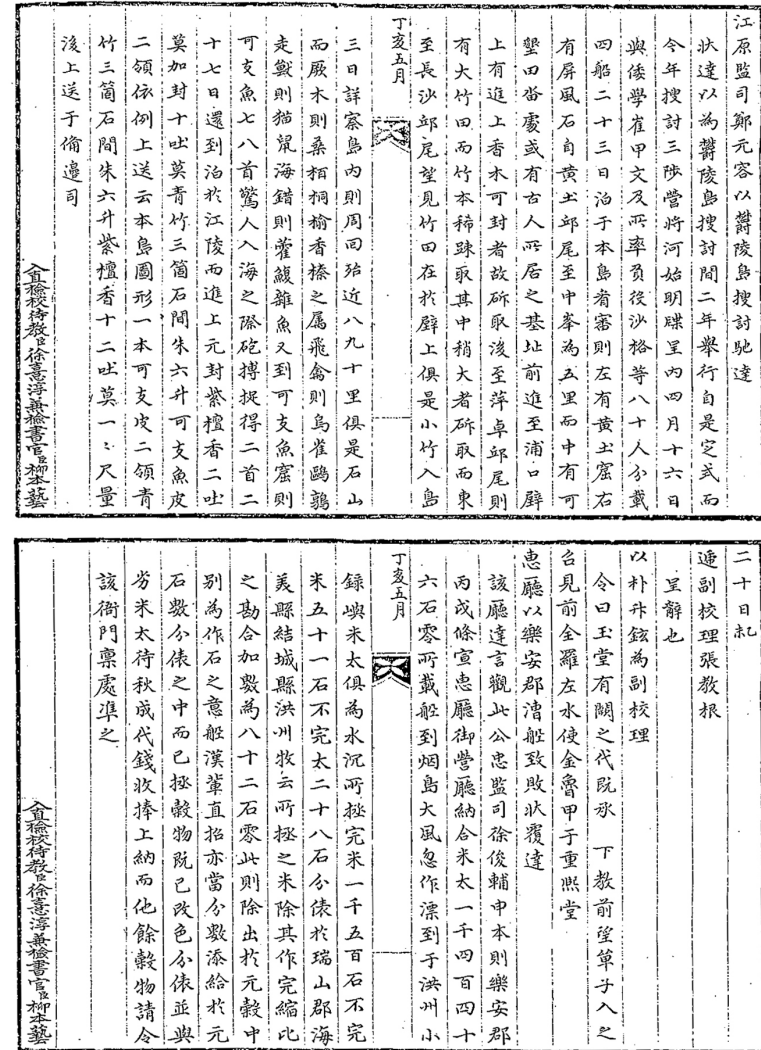 江原監司鄭元容以鬱陵島搜討馳達
狀達以爲鬱陵島搜討間二年舉行自是定式而
今年搜討三陟營將河始明牒呈內四月十六日
與倭學崔甲文及所率員役沙格等八十人分載
四船二十三日泊于本島看審則左有黃土窟右
有屏風石自黃土邱尾至中峯爲五里而中有可
墾田畓處或有古人所居之基址前進至浦口壁
上有進上香木可封者故斫取後至萍卓邱尾則
有大竹田而竹本稀踈取其中稍大者斫取而東
至長沙邱尾望見竹田在於壁上俱是小竹入島
丁亥五月
三日詳察島內則周回殆近八九十里俱是石山
而厥木則桑栢桐榆香榛之属飛禽則烏雀鷗鶉
走獸則猫鼠海錯則藿鰒雜魚又到可支魚窟則
可支魚七八首驚人入海之際砲搏捉得二首二
十七日還到泊於江陵而進上元封紫檀香二吐
莫加封十吐莫青竹三箇石間朱六升可支魚皮
二領依例上送云本島圖形一本可支皮二領青
竹三箇石間朱六升紫檀香十二吐莫一〻尺量
後上送于備邊司
入直檢校待敎臣徐憙淳兼檢書官臣柳本藝
二十日癿
遞副校理張敎根
呈辭也
以朴升鉉爲副校理
令曰玉堂有闕之代旣承 下敎前望單子入之
召見前全羅左水使金魯甲于重熙堂
惠廳以樂安郡漕船致敗狀覆達
該廳達言觀此公忠監司徐俊輔申本則樂安郡
丙戌條宣惠廳御營廳納合米太一千四百四十
六石零所載船到烟島大風忽作漂到于洪州小
丁亥五月
錄嶼米太俱爲水沉所拯完米一千五百石不完
米五十一石不完太二十八石分俵於瑞山郡海
美縣結城縣洪州牧云所拯之米除其作完縮比
之勘合加數爲八十二石零此則除出於元穀中
別爲作石之意船漢輩直招亦當分數添給於元
石數分俵之中而已拯穀物旣已改色分俵並與
劣米太待秋成代錢收捧上納而他餘穀物請令
該衙門禀處準之
入直檢校待敎臣徐憙淳兼檢書官臣柳本藝